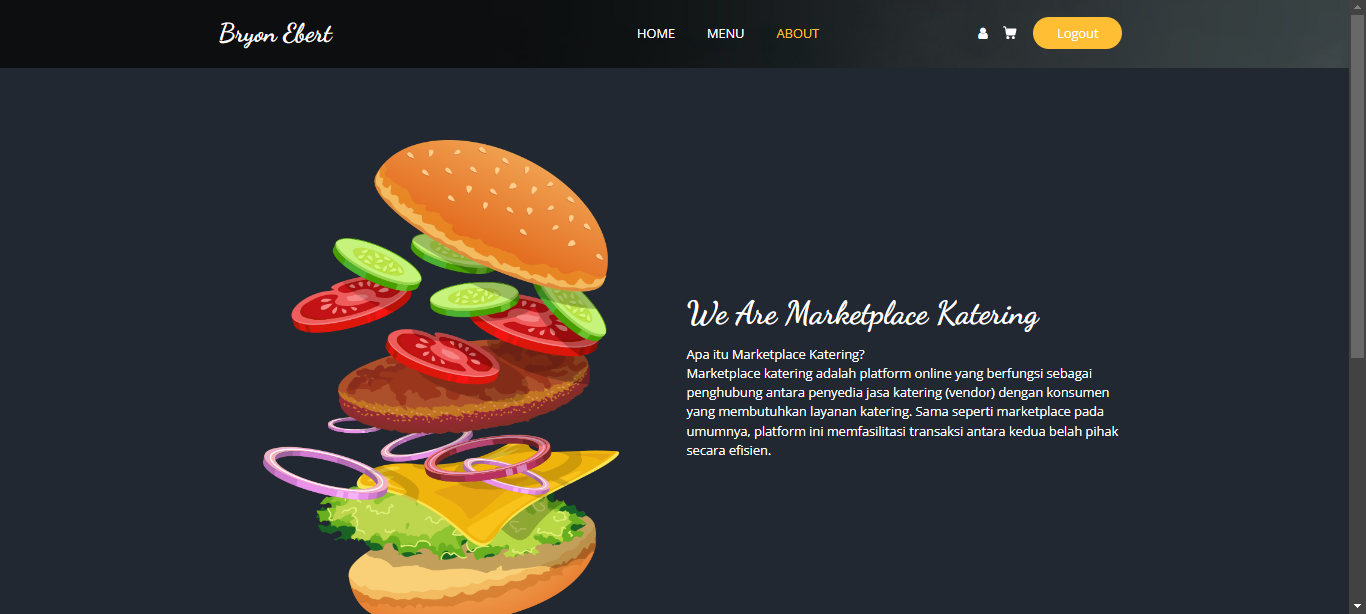 Bryon Ebert
HOME
MENU
ABOUT
Logout
We Are Marketplace Katering
Apa itu Marketplace Katering?
Marketplace katering adalah platform online yang berfungsi sebagai
penghubung antara penyedia jasa katering (vendor) dengan konsumen
yang membutuhkan layanan katering. Sama seperti marketplace pada
umumnya, platform ini memfasilitasi transaksi antara kedua belah pihak
secara efisien.